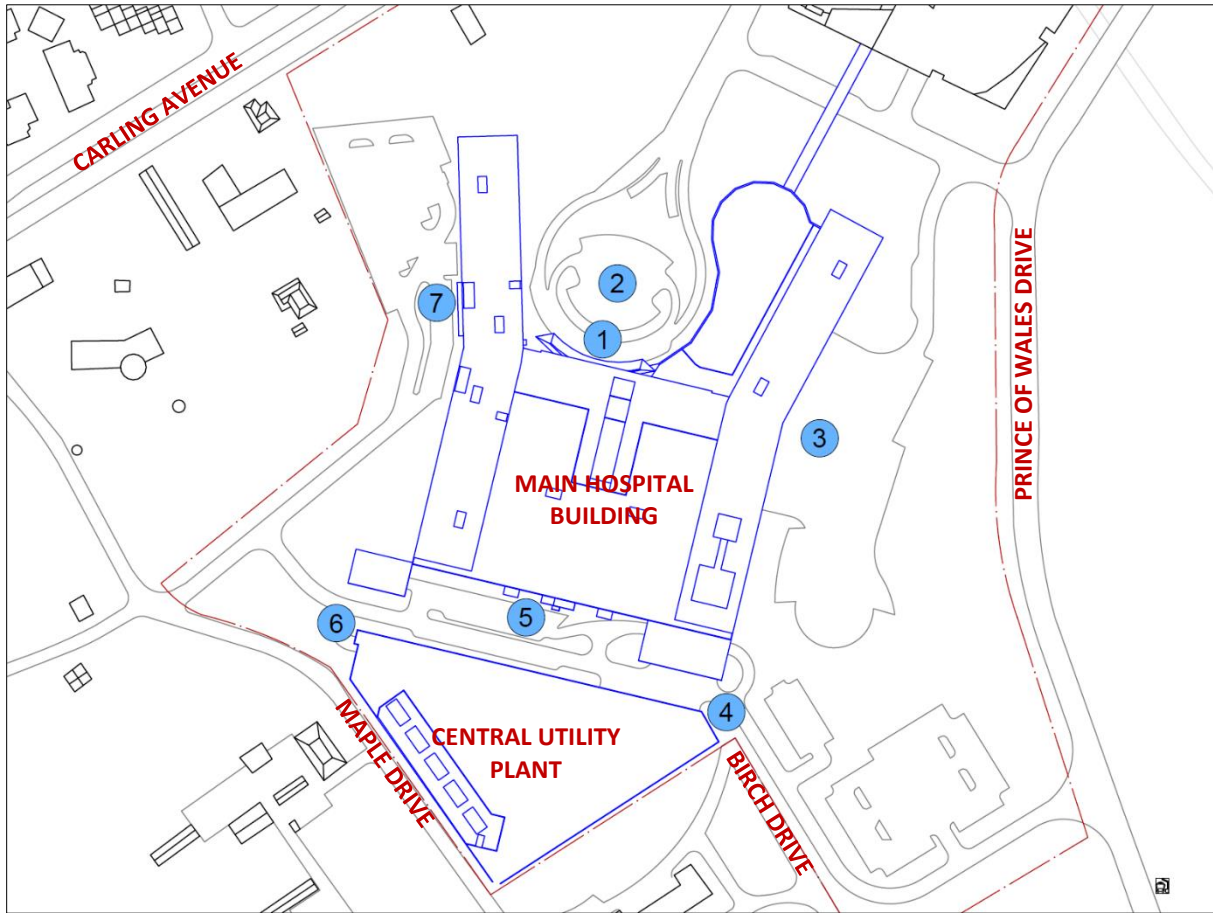 CARLING AVENUE
PRINCE OF WALES DRIVE
2
7
1
3
MAIN HOSPITAL
BUILDING
5
6
4
MAPLE DRIVE
CENTRAL UTILITY
PLANT
BIRCH DRIVE